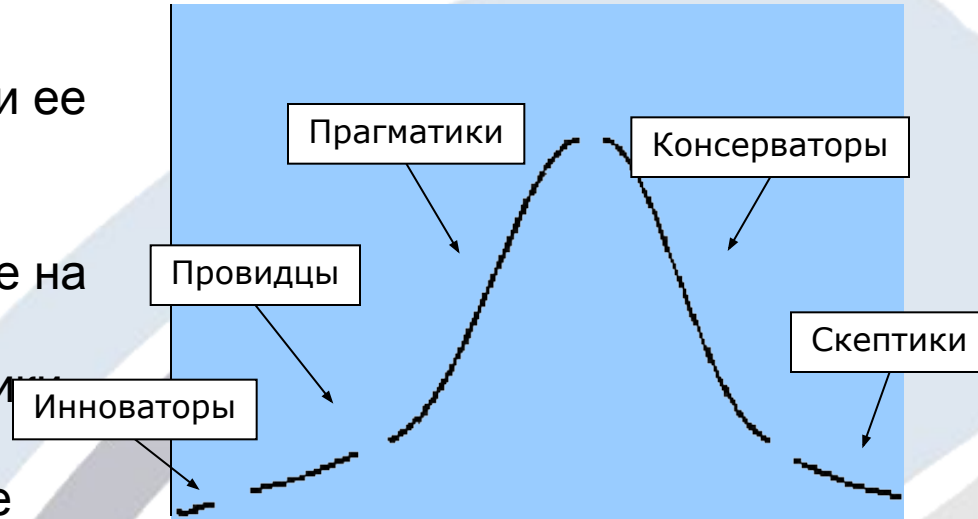 и ее
Прагматики
Консерваторы
е на
Провидцы
Скептики
Инноваторы
е